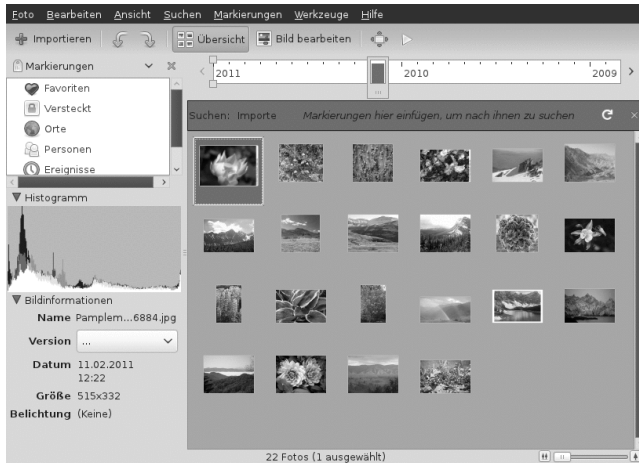 Foto Bearbeiten Ansicht Suchen Markierungen Werkzeuge Hilfe
Importieren Übersicht Bild bearbeiten
Markierungen
2011 2010 2009
Favoriten
Versteckt
Orte
Personen
Ereignisse
Suchen: Importe Markierungen hier einfügen, um nach ihnen zu suchen
Histogramm
Bildinformationen
Name Pamplem...6884.jpg
Version ...
Datum 11.02.2011
12:22
Größe 515x332
Belichtung (Keine)
22 Fotos (1 ausgewählt)